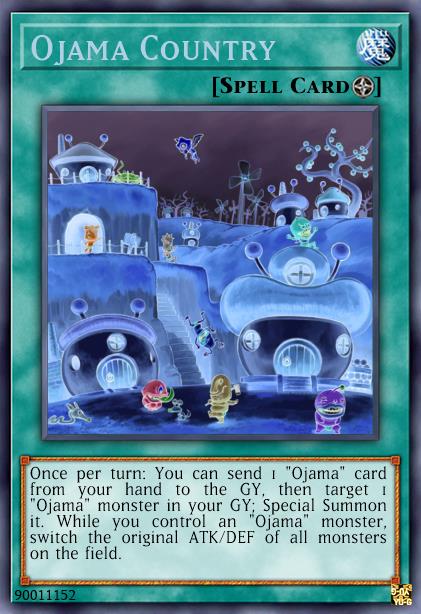 Ojama Country
[Spell Card]
Once per turn: You can send 1 "Ojama" card
from your hand to the GY, then target 1
"Ojama" monster in your GY; Special Summon
it. While you control an "Ojama" monster,
switch the original ATK/DEF of all monsters
on the field.
90011152